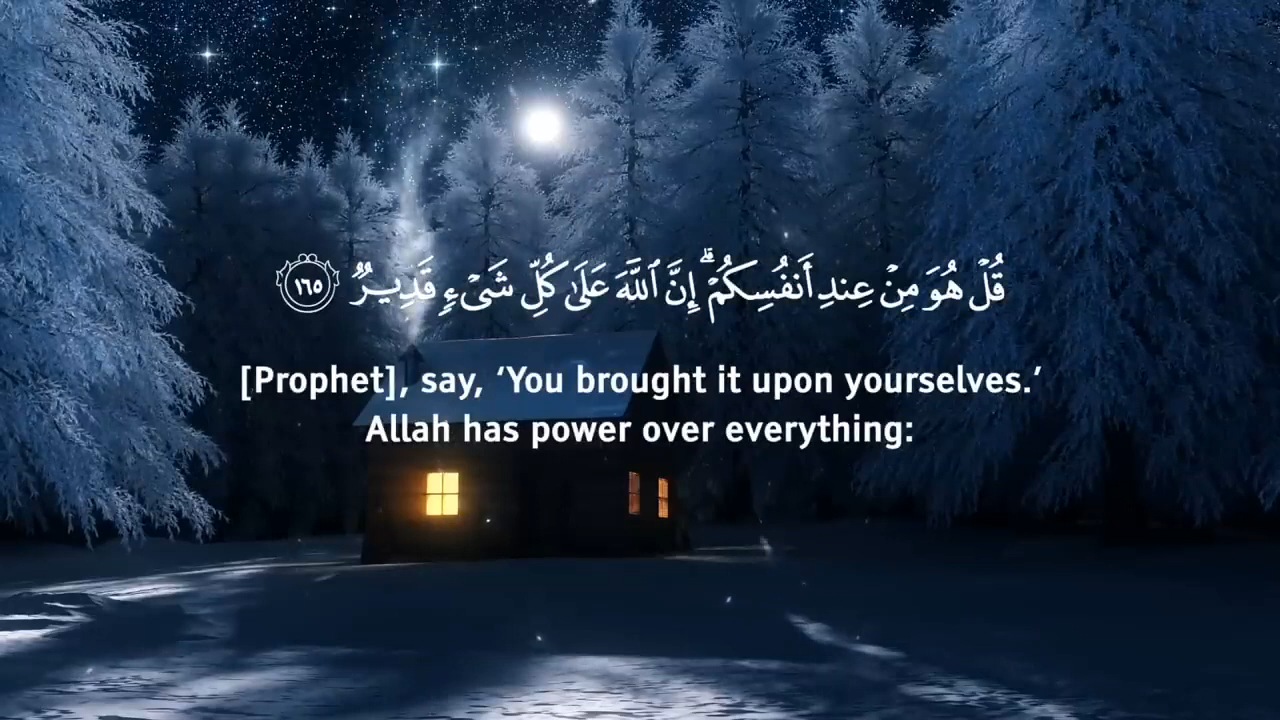 قُلْ هُوَ مِنْ عِندِ أَنفُسِكُمْ ۗ إِنَّ ٱللَّهَ عَلَىٰ كُلِّ شَىْءٍ قَدِيرٌ ١٦٥
[Prophet], say, ‘You brought it upon yourselves.’
Allah has power over everything: